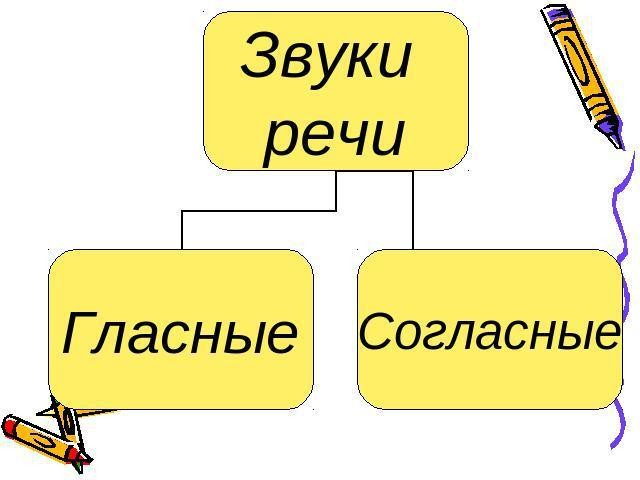 Звуки
речи
Гласные
Согласные